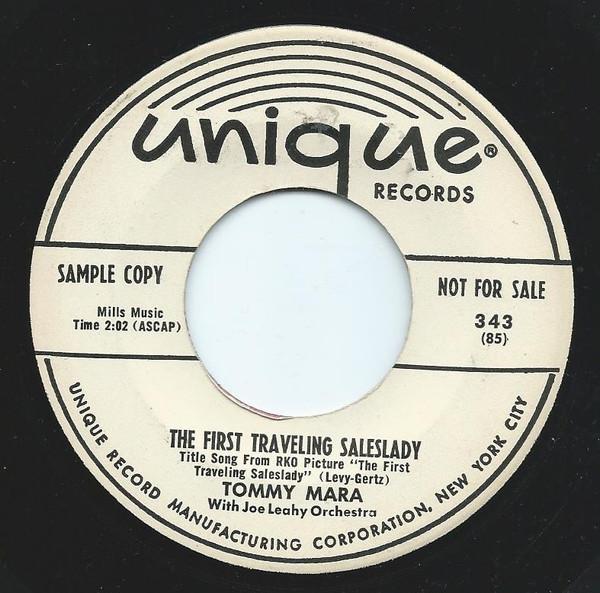 unique®
RECORDS
SAMPLE COPY
Mills Music
Time 2:02 (ASCAP)
NOT FOR SALE
343
(85)
THE FIRST TRAVELING SALESLADY
Title Song From RKO Picture "The First
Traveling Saleslady" (Levy-Gertz)
TOMMY MARA
With Joe Leahy Orchestra
UNIQUE RECORD MANUFACTURING CORPORATION, NEW YORK CITY